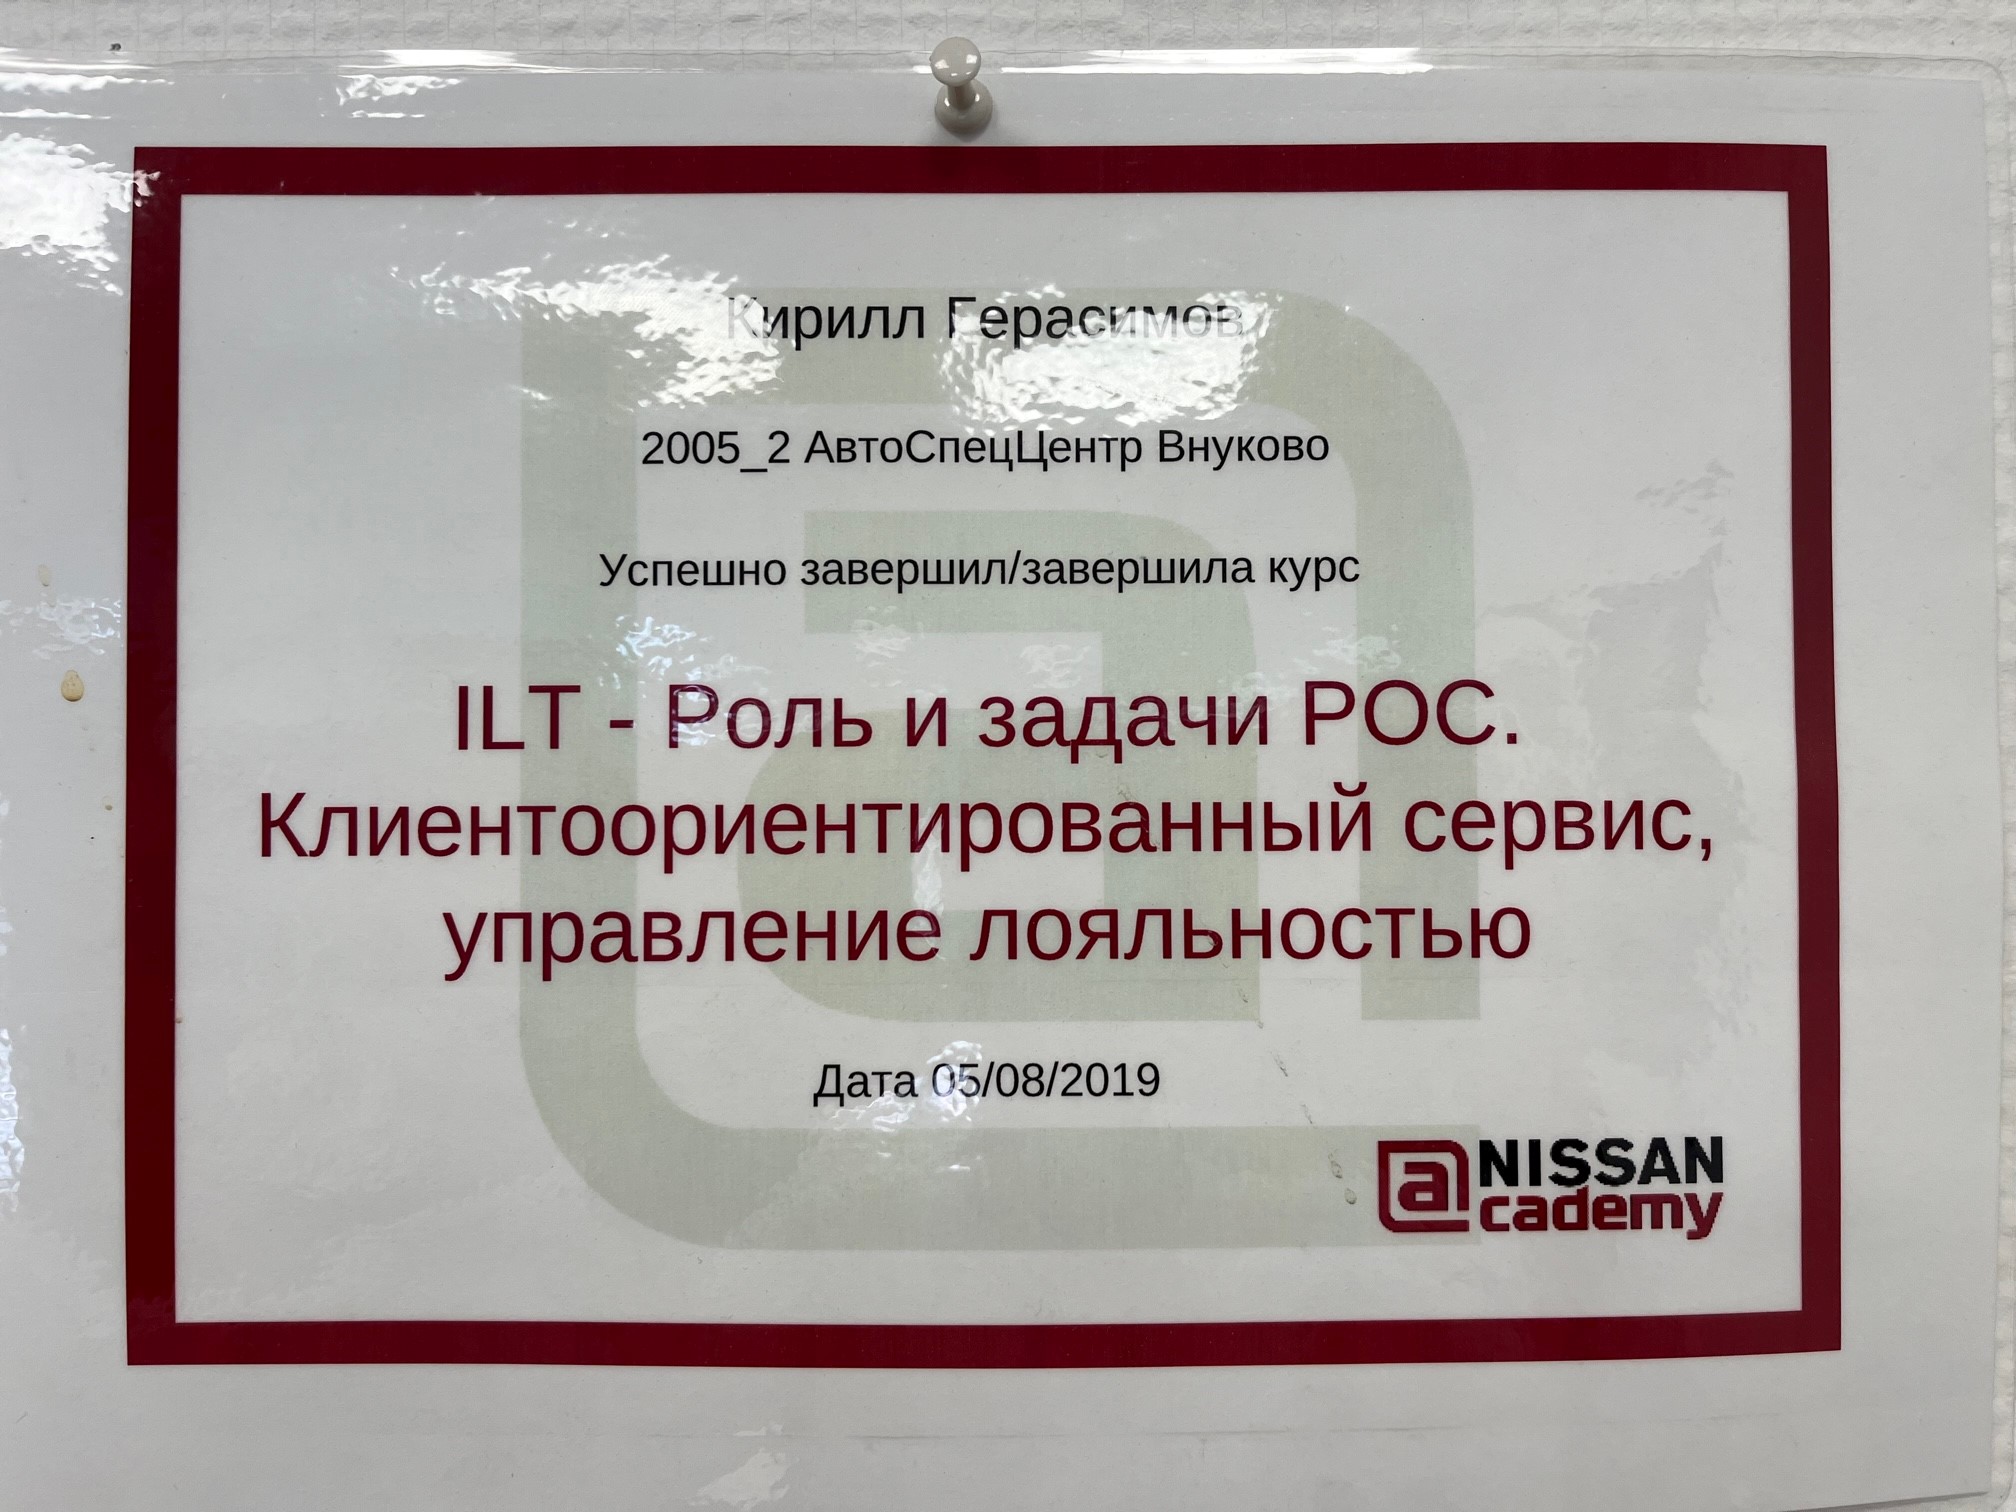 Кирилл Герасимов
2005_2 АвтоСпецЦентр Внуково
Успешно завершил/завершила курс
ILT - Роль и задачи РОС.
Клиентоориентированный сервис,
управление лояльностью
Дата 05/08/2019
a NISSAN
cademy